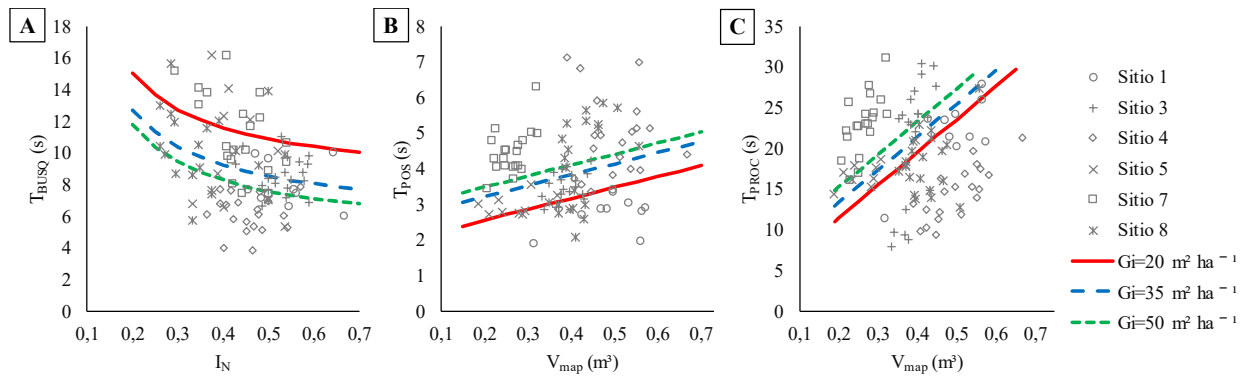 A
18
16
14
12
10
8
6
4
2
0
T_BUSQ (s)
0,1 0,2 0,3 0,4 0,5 0,6 0,7
I_N
B
8
7
6
5
4
3
2
1
0
T_POS (s)
0,1 0,2 0,3 0,4 0,5 0,6 0,7
V_map (m³)
C
35
30
25
20
15
10
5
0
T_PROC (s)
0,1 0,2 0,3 0,4 0,5 0,6 0,7
V_map (m³)
Sitio 1
Sitio 3
Sitio 4
Sitio 5
Sitio 7
Sitio 8
Gi=20 m² ha⁻¹
Gi=35 m² ha⁻¹
Gi=50 m² ha⁻¹